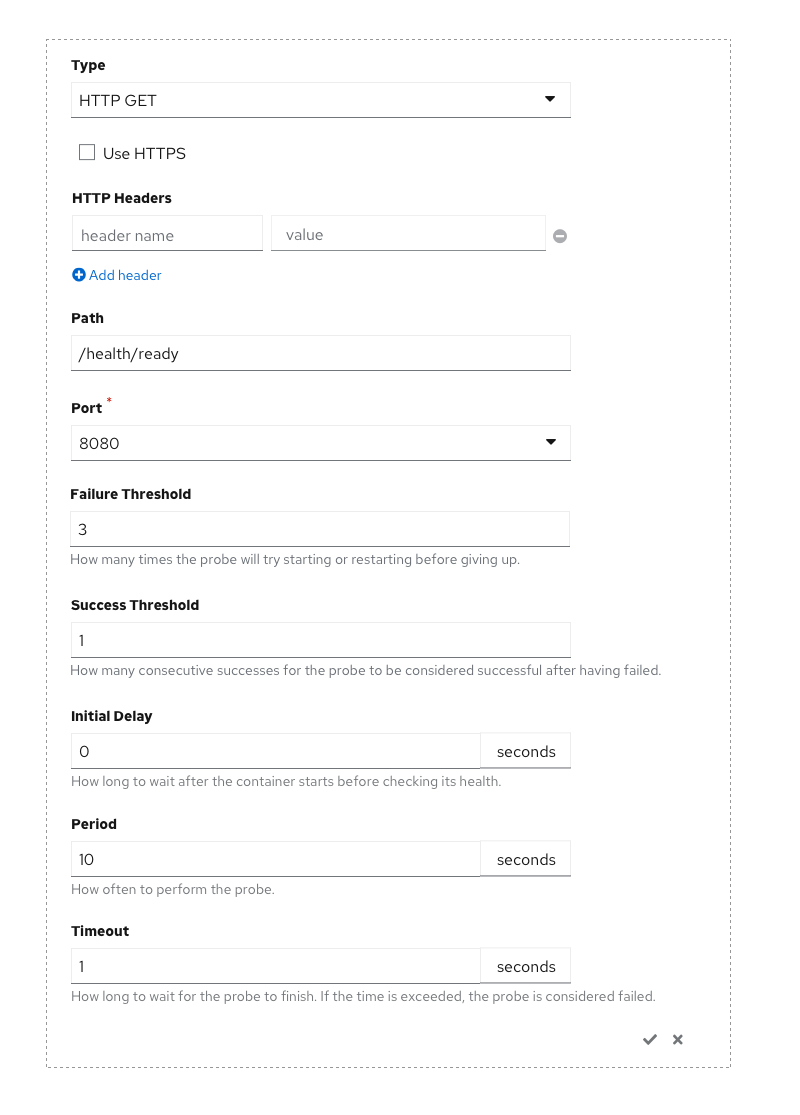 Type
HTTP GET
Use HTTPS
HTTP Headers
header name value
Add header
Path
/health/ready
Port *
8080
Failure Threshold
3
How many times the probe will try starting or restarting before giving up.
Success Threshold
1
How many consecutive successes for the probe to be considered successful after having failed.
Initial Delay
0 seconds
How long to wait after the container starts before checking its health.
Period
10 seconds
How often to perform the probe.
Timeout
1 seconds
How long to wait for the probe to finish. If the time is exceeded, the probe is considered failed.